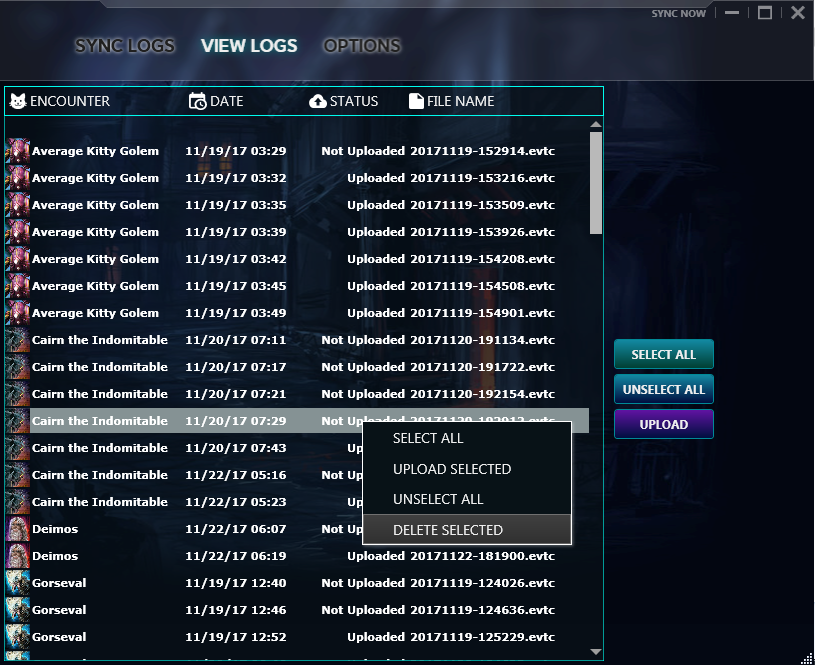 SYNC NOW
SYNC LOGS VIEW LOGS OPTIONS
ENCOUNTER DATE STATUS FILE NAME
Average Kitty Golem 11/19/17 03:29 Not Uploaded 20171119-152914.evtc
Average Kitty Golem 11/19/17 03:32 Uploaded 20171119-153216.evtc
Average Kitty Golem 11/19/17 03:35 Uploaded 20171119-153509.evtc
Average Kitty Golem 11/19/17 03:39 Uploaded 20171119-153926.evtc
Average Kitty Golem 11/19/17 03:42 Uploaded 20171119-154208.evtc
Average Kitty Golem 11/19/17 03:45 Uploaded 20171119-154508.evtc
Average Kitty Golem 11/19/17 03:49 Uploaded 20171119-154901.evtc
Cairn the Indomitable 11/20/17 07:11 Not Uploaded 20171120-191134.evtc
Cairn the Indomitable 11/20/17 07:17 Not Uploaded 20171120-191722.evtc
Cairn the Indomitable 11/20/17 07:21 Not Uploaded 20171120-192154.evtc
Cairn the Indomitable 11/20/17 07:29 Not Uploaded 20171120-192912.evtc
Cairn the Indomitable 11/20/17 07:43
Cairn the Indomitable 11/22/17 05:16 Not
Cairn the Indomitable 11/22/17 05:23
Deimos 11/22/17 06:07 Not
Deimos 11/22/17 06:19 Uploaded 20171122-181900.evtc
Gorseval 11/19/17 12:40 Not Uploaded 20171119-124026.evtc
Gorseval 11/19/17 12:46 Not Uploaded 20171119-124636.evtc
Gorseval 11/19/17 12:52 Uploaded 20171119-125229.evtc
SELECT ALL
UPLOAD SELECTED
UNSELECT ALL
DELETE SELECTED
SELECT ALL
UNSELECT ALL
UPLOAD